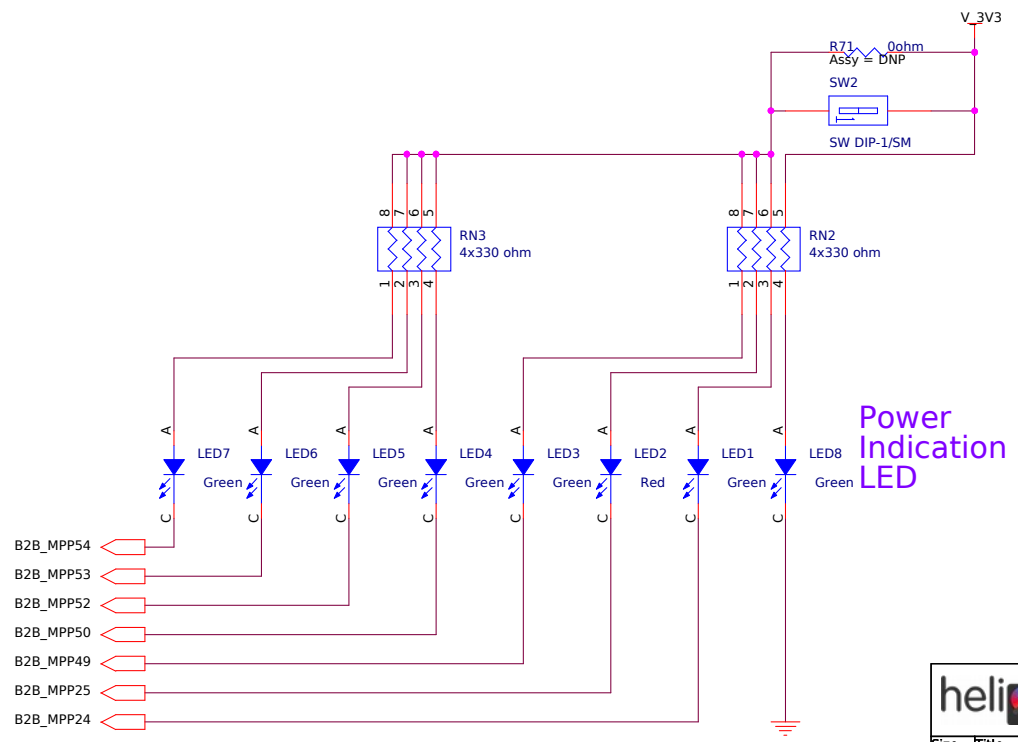 V_3V3
R71 0ohm
Assy = DNP
SW2
SW DIP-1/SM
8 7 6 5
RN3
4x330 ohm
1 2 3 4
8 7 6 5
RN2
4x330 ohm
1 2 3 4
Power
Indication
LED
A
LED7
Green
C
A
LED6
Green
C
A
LED5
Green
C
A
LED4
Green
C
A
LED3
Green
C
A
LED2
Red
C
A
LED1
Green
C
A
LED8
Green
C
B2B_MPP54
B2B_MPP53
B2B_MPP52
B2B_MPP50
B2B_MPP49
B2B_MPP25
B2B_MPP24
heli